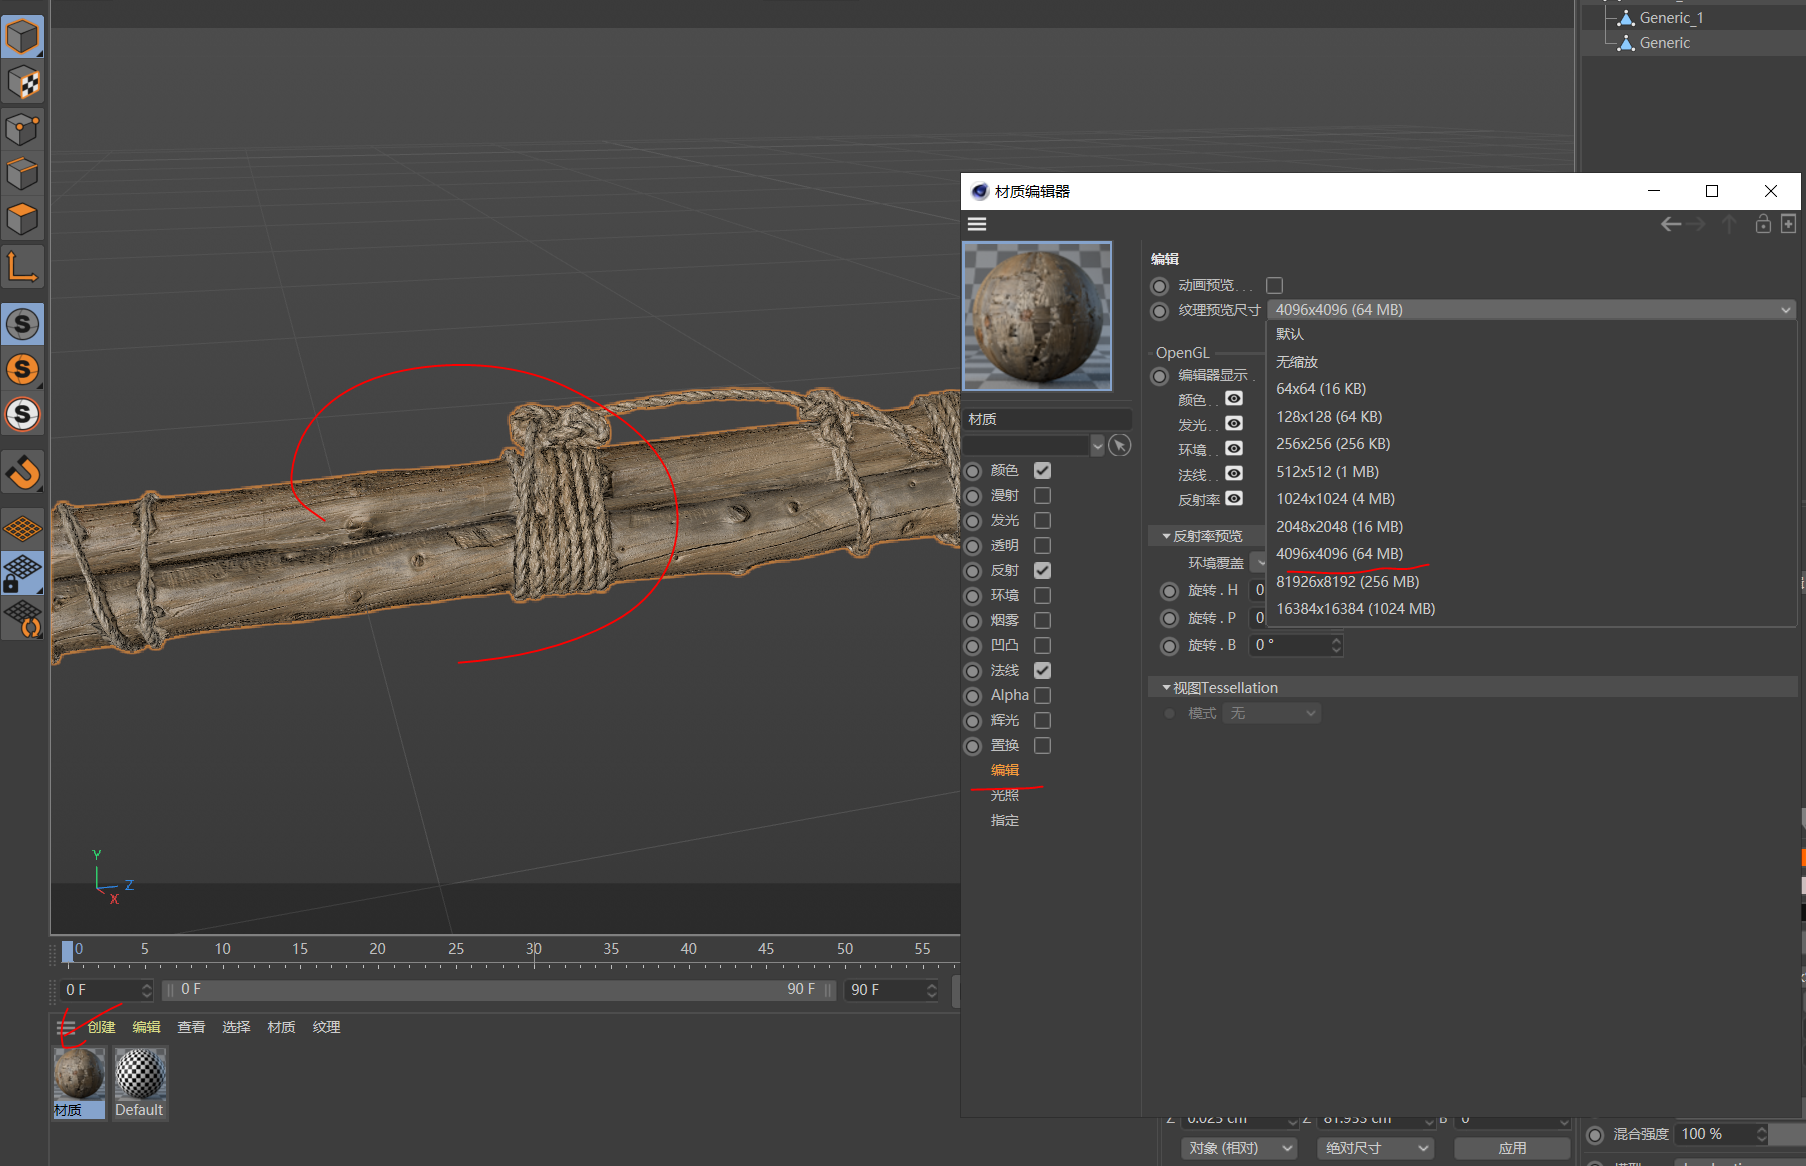 Generic_1
Generic
材质编辑器
编辑
动画预览. . .
纹理预览尺寸 4096x4096 (64 MB)
默认
无缩放
64x64 (16 KB)
128x128 (64 KB)
256x256 (256 KB)
512x512 (1 MB)
1024x1024 (4 MB)
2048x2048 (16 MB)
4096x4096 (64 MB)
81926x8192 (256 MB)
16384x16384 (1024 MB)
OpenGL
编辑器显示 .
颜色. .
发光. .
环境. .
法线. .
反射率
反射率预览
环境覆盖
旋转 . H 0
旋转 . P 0
旋转 . B 0 °
视图Tessellation
模式 无
材质
颜色
漫射
发光
透明
反射
环境
烟雾
凹凸
法线
Alpha
辉光
置换
编辑
光照
指定
Y
Z
X
0 5 10 15 20 25 30 35 40 45 50 55
0 F 0 F 90 F 90 F
创建 编辑 查看 选择 材质 纹理
材质 Default
Z 0.025 cm Z 81.953 cm B 0
对象 (相对) 绝对尺寸 应用
混合强度 100 %